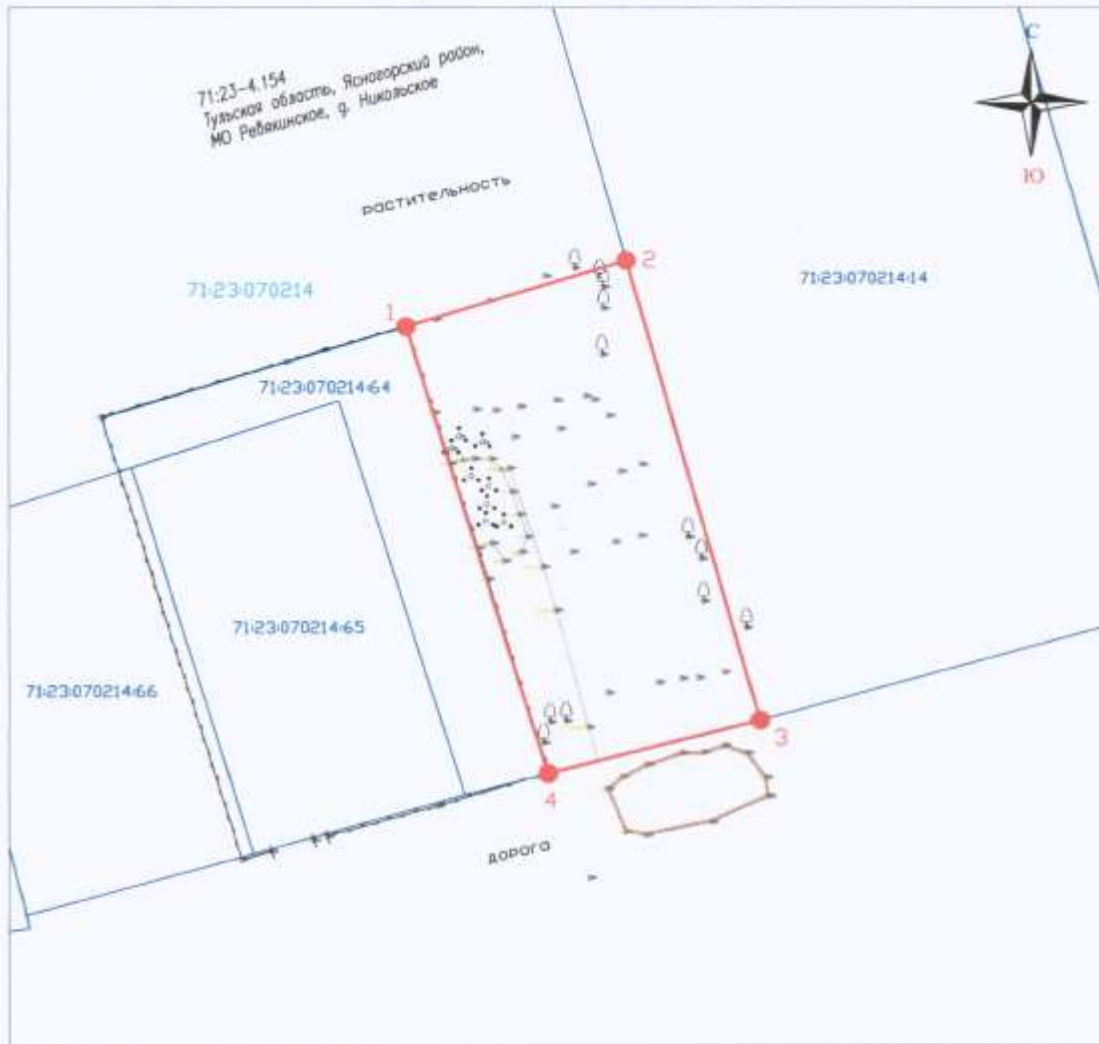 С
71:23-4.154
Тульская область, Ясногорский район,
МО Ревякинское, д. Никольское
Ю
растительность
2
71:23:070214:14
71:23:070214
1
71:23:070214:64
71:23:070214:65
71:23:070214:66
3
4
дорога